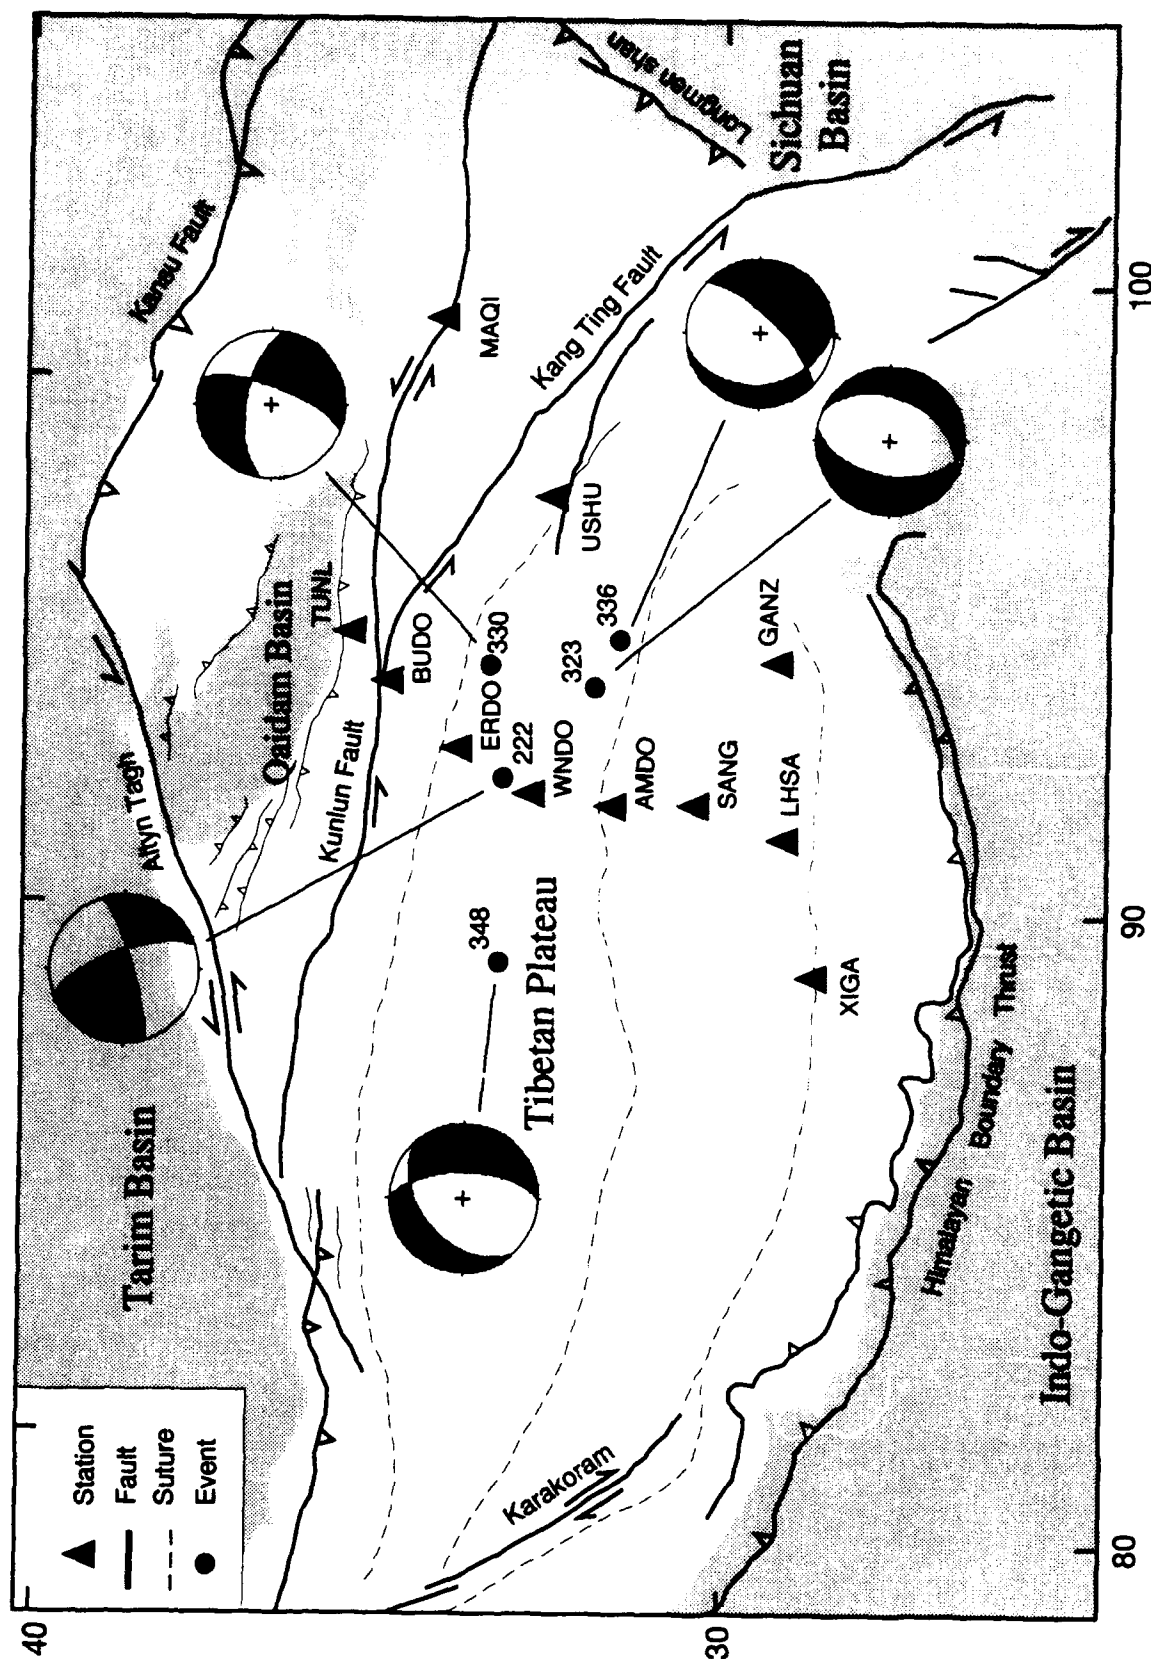 Station
Fault
Suture
Event
40
30
80
90
100
Tarim Basin
Altyn Tagh
Qaidam Basin
Kansu Fault
Kunlun Fault
TUNL
BUDO
MAQI
ERDO
330
222
WNDO
348
Tibetan Plateau
323
336
USHU
Kang Ting Fault
Longmen shan
Sichuan
Basin
AMDO
SANG
GANZ
LHSA
XIGA
Karakoram
Himalayan Boundary Thrust
Indo-Gangetic Basin